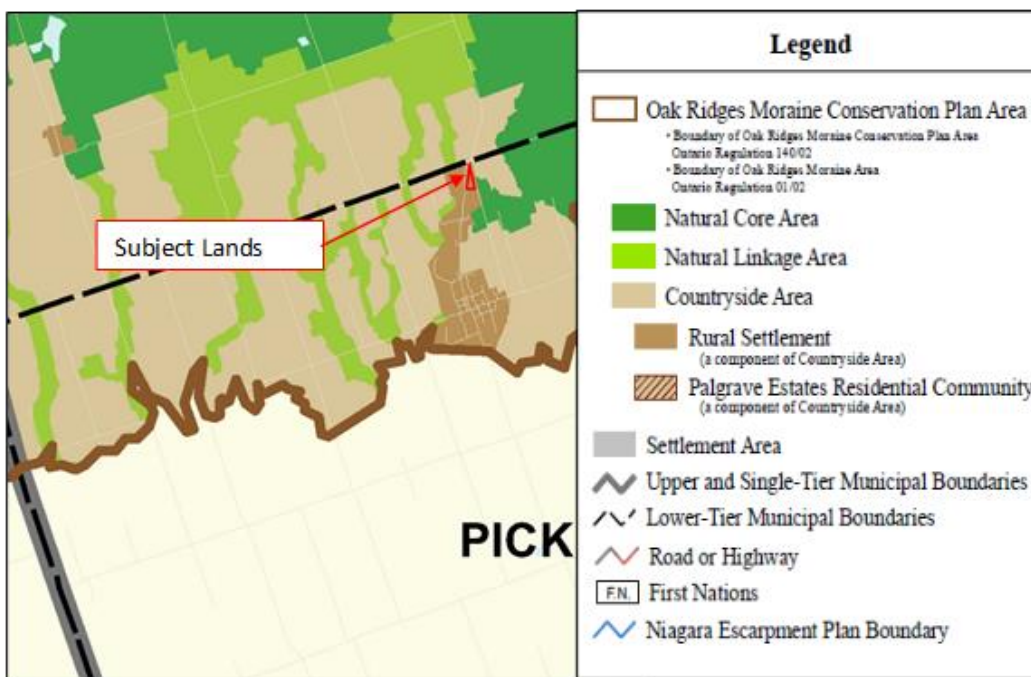 Subject Lands
PICK
Legend
Oak Ridges Moraine Conservation Plan Area
• Boundary of Oak Ridges Moraine Conservation Plan Area
Ontario Regulation 140/02
• Boundary of Oak Ridges Moraine Area
Ontario Regulation 01/02
Natural Core Area
Natural Linkage Area
Countryside Area
Rural Settlement
(a component of Countryside Area)
Palgrave Estates Residential Community
(a component of Countryside Area)
Settlement Area
Upper and Single-Tier Municipal Boundaries
Lower-Tier Municipal Boundaries
Road or Highway
F.N. First Nations
Niagara Escarpment Plan Boundary